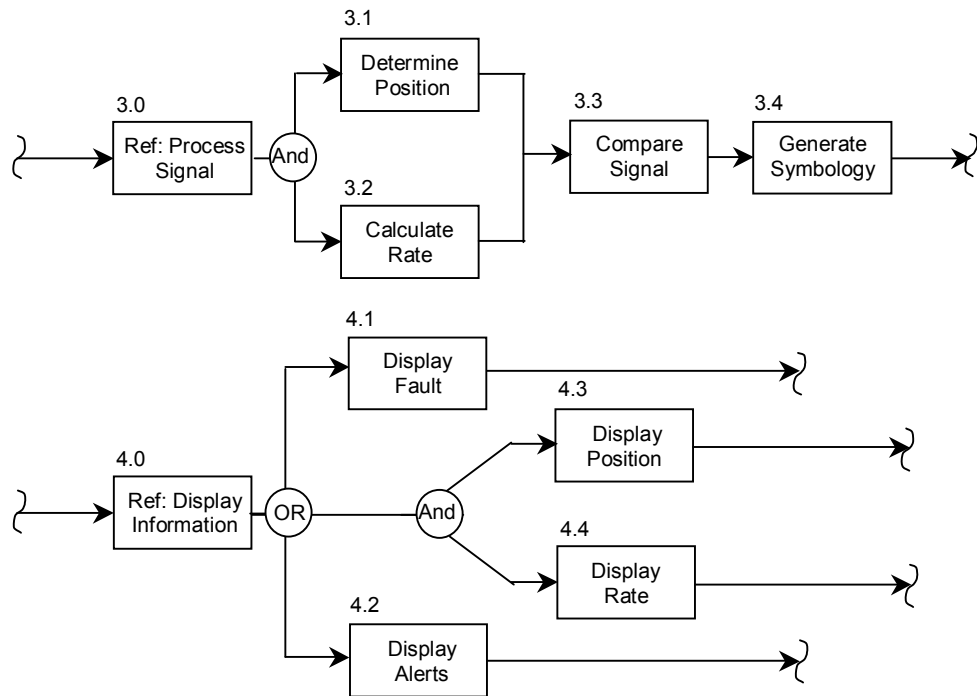 3.1
Determine
Position
3.0
Ref: Process
Signal
And
3.2
Calculate
Rate
3.3
Compare
Signal
3.4
Generate
Symbology
4.1
Display
Fault
4.3
Display
Position
4.0
Ref: Display
Information
OR
And
4.4
Display
Rate
4.2
Display
Alerts